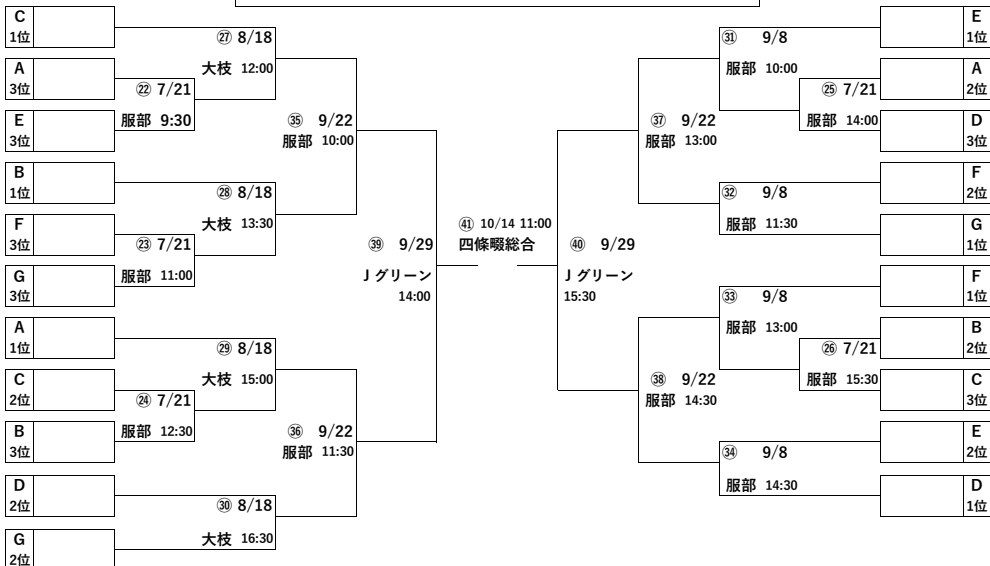 C
1位
㉗ 8/18
大枝 12:00
A
3位
㉒ 7/21
服部 9:30
E
3位
㉟ 9/22
服部 10:00
B
1位
㉘ 8/18
大枝 13:30
F
3位
㉓ 7/21
服部 11:00
G
3位
㊴ 9/29
Jグリーン
14:00
A
1位
㉙ 8/18
大枝 15:00
C
2位
㉔ 7/21
服部 12:30
B
3位
㊱ 9/22
服部 11:30
D
2位
㉚ 8/18
大枝 16:30
G
2位
㊶ 10/14 11:00
四條畷総合
E
1位
㉛ 9/8
服部 10:00
A
2位
㉕ 7/21
服部 14:00
D
3位
㊲ 9/22
服部 13:00
F
2位
㉜ 9/8
服部 11:30
G
1位
㊵ 9/29
Jグリーン
15:30
F
1位
㉝ 9/8
服部 13:00
B
2位
㉖ 7/21
服部 15:30
C
3位
㊳ 9/22
服部 14:30
E
2位
㉞ 9/8
服部 14:30
D
1位